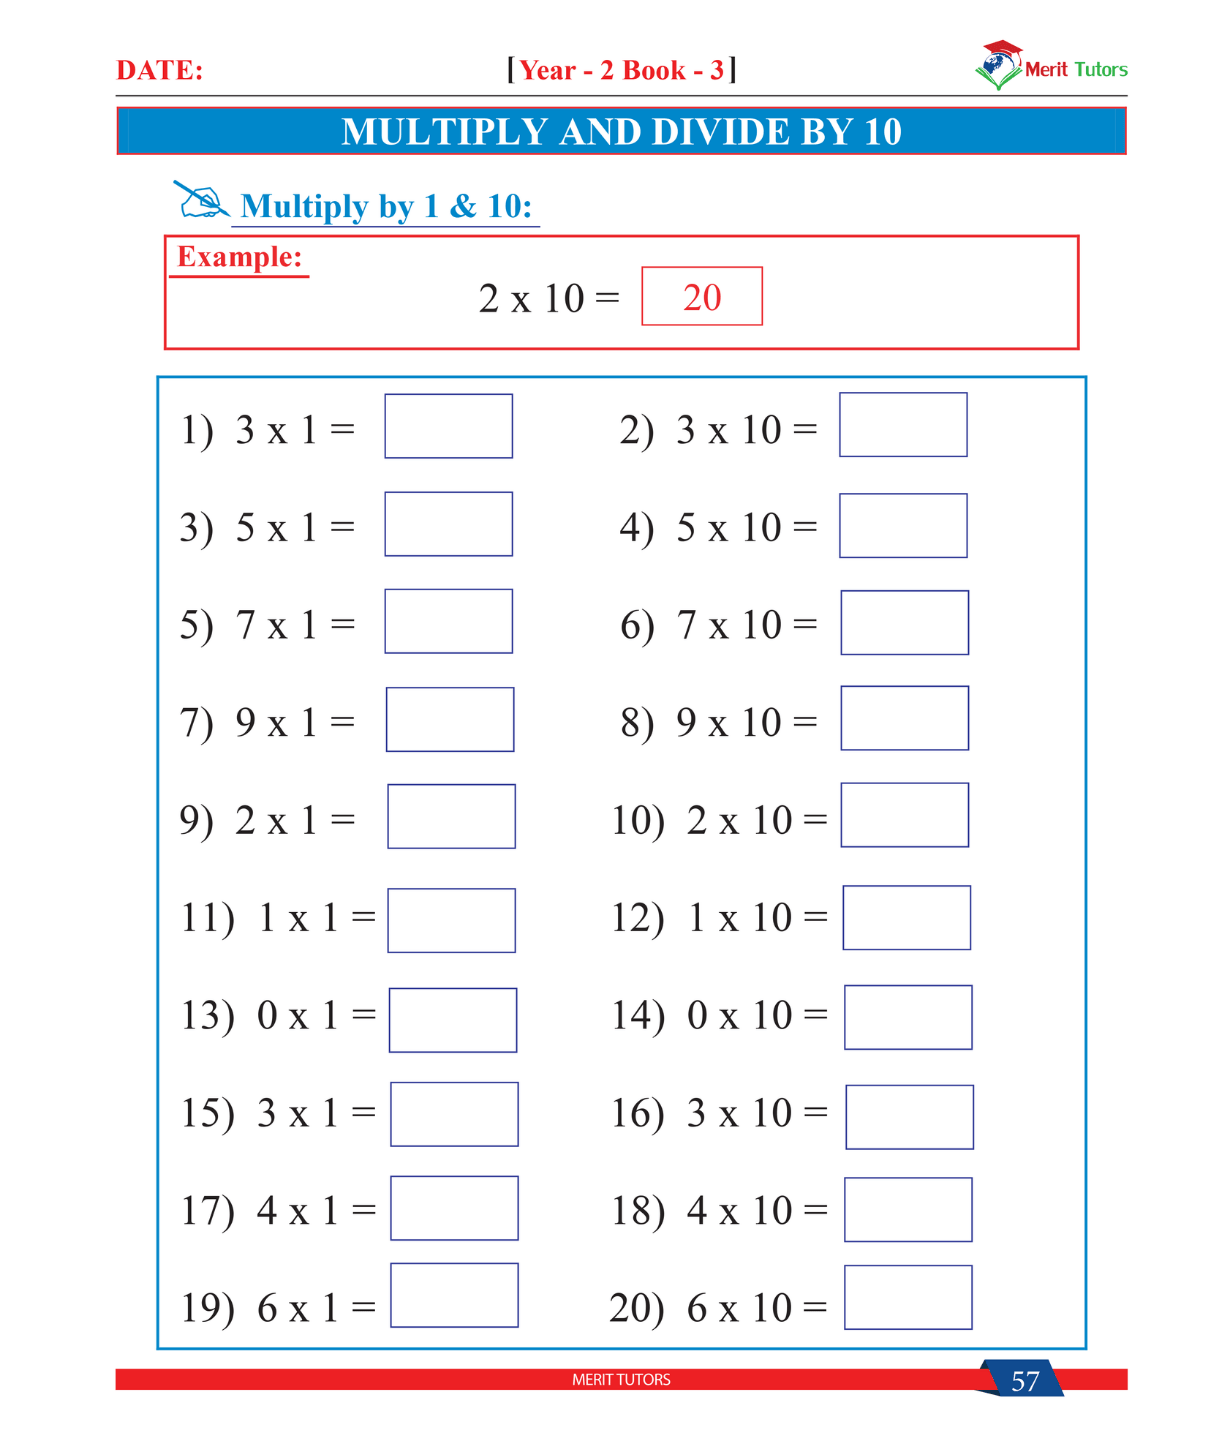 DATE: [Year - 2 Book - 3] Merit Tutors
MULTIPLY AND DIVIDE BY 10
Multiply by 1 & 10:
Example:
2 x 10 = 20
1) 3 x 1 = 2) 3 x 10 =
3) 5 x 1 = 4) 5 x 10 =
5) 7 x 1 = 6) 7 x 10 =
7) 9 x 1 = 8) 9 x 10 =
9) 2 x 1 = 10) 2 x 10 =
11) 1 x 1 = 12) 1 x 10 =
13) 0 x 1 = 14) 0 x 10 =
15) 3 x 1 = 16) 3 x 10 =
17) 4 x 1 = 18) 4 x 10 =
19) 6 x 1 = 20) 6 x 10 =
MERIT TUTORS 57